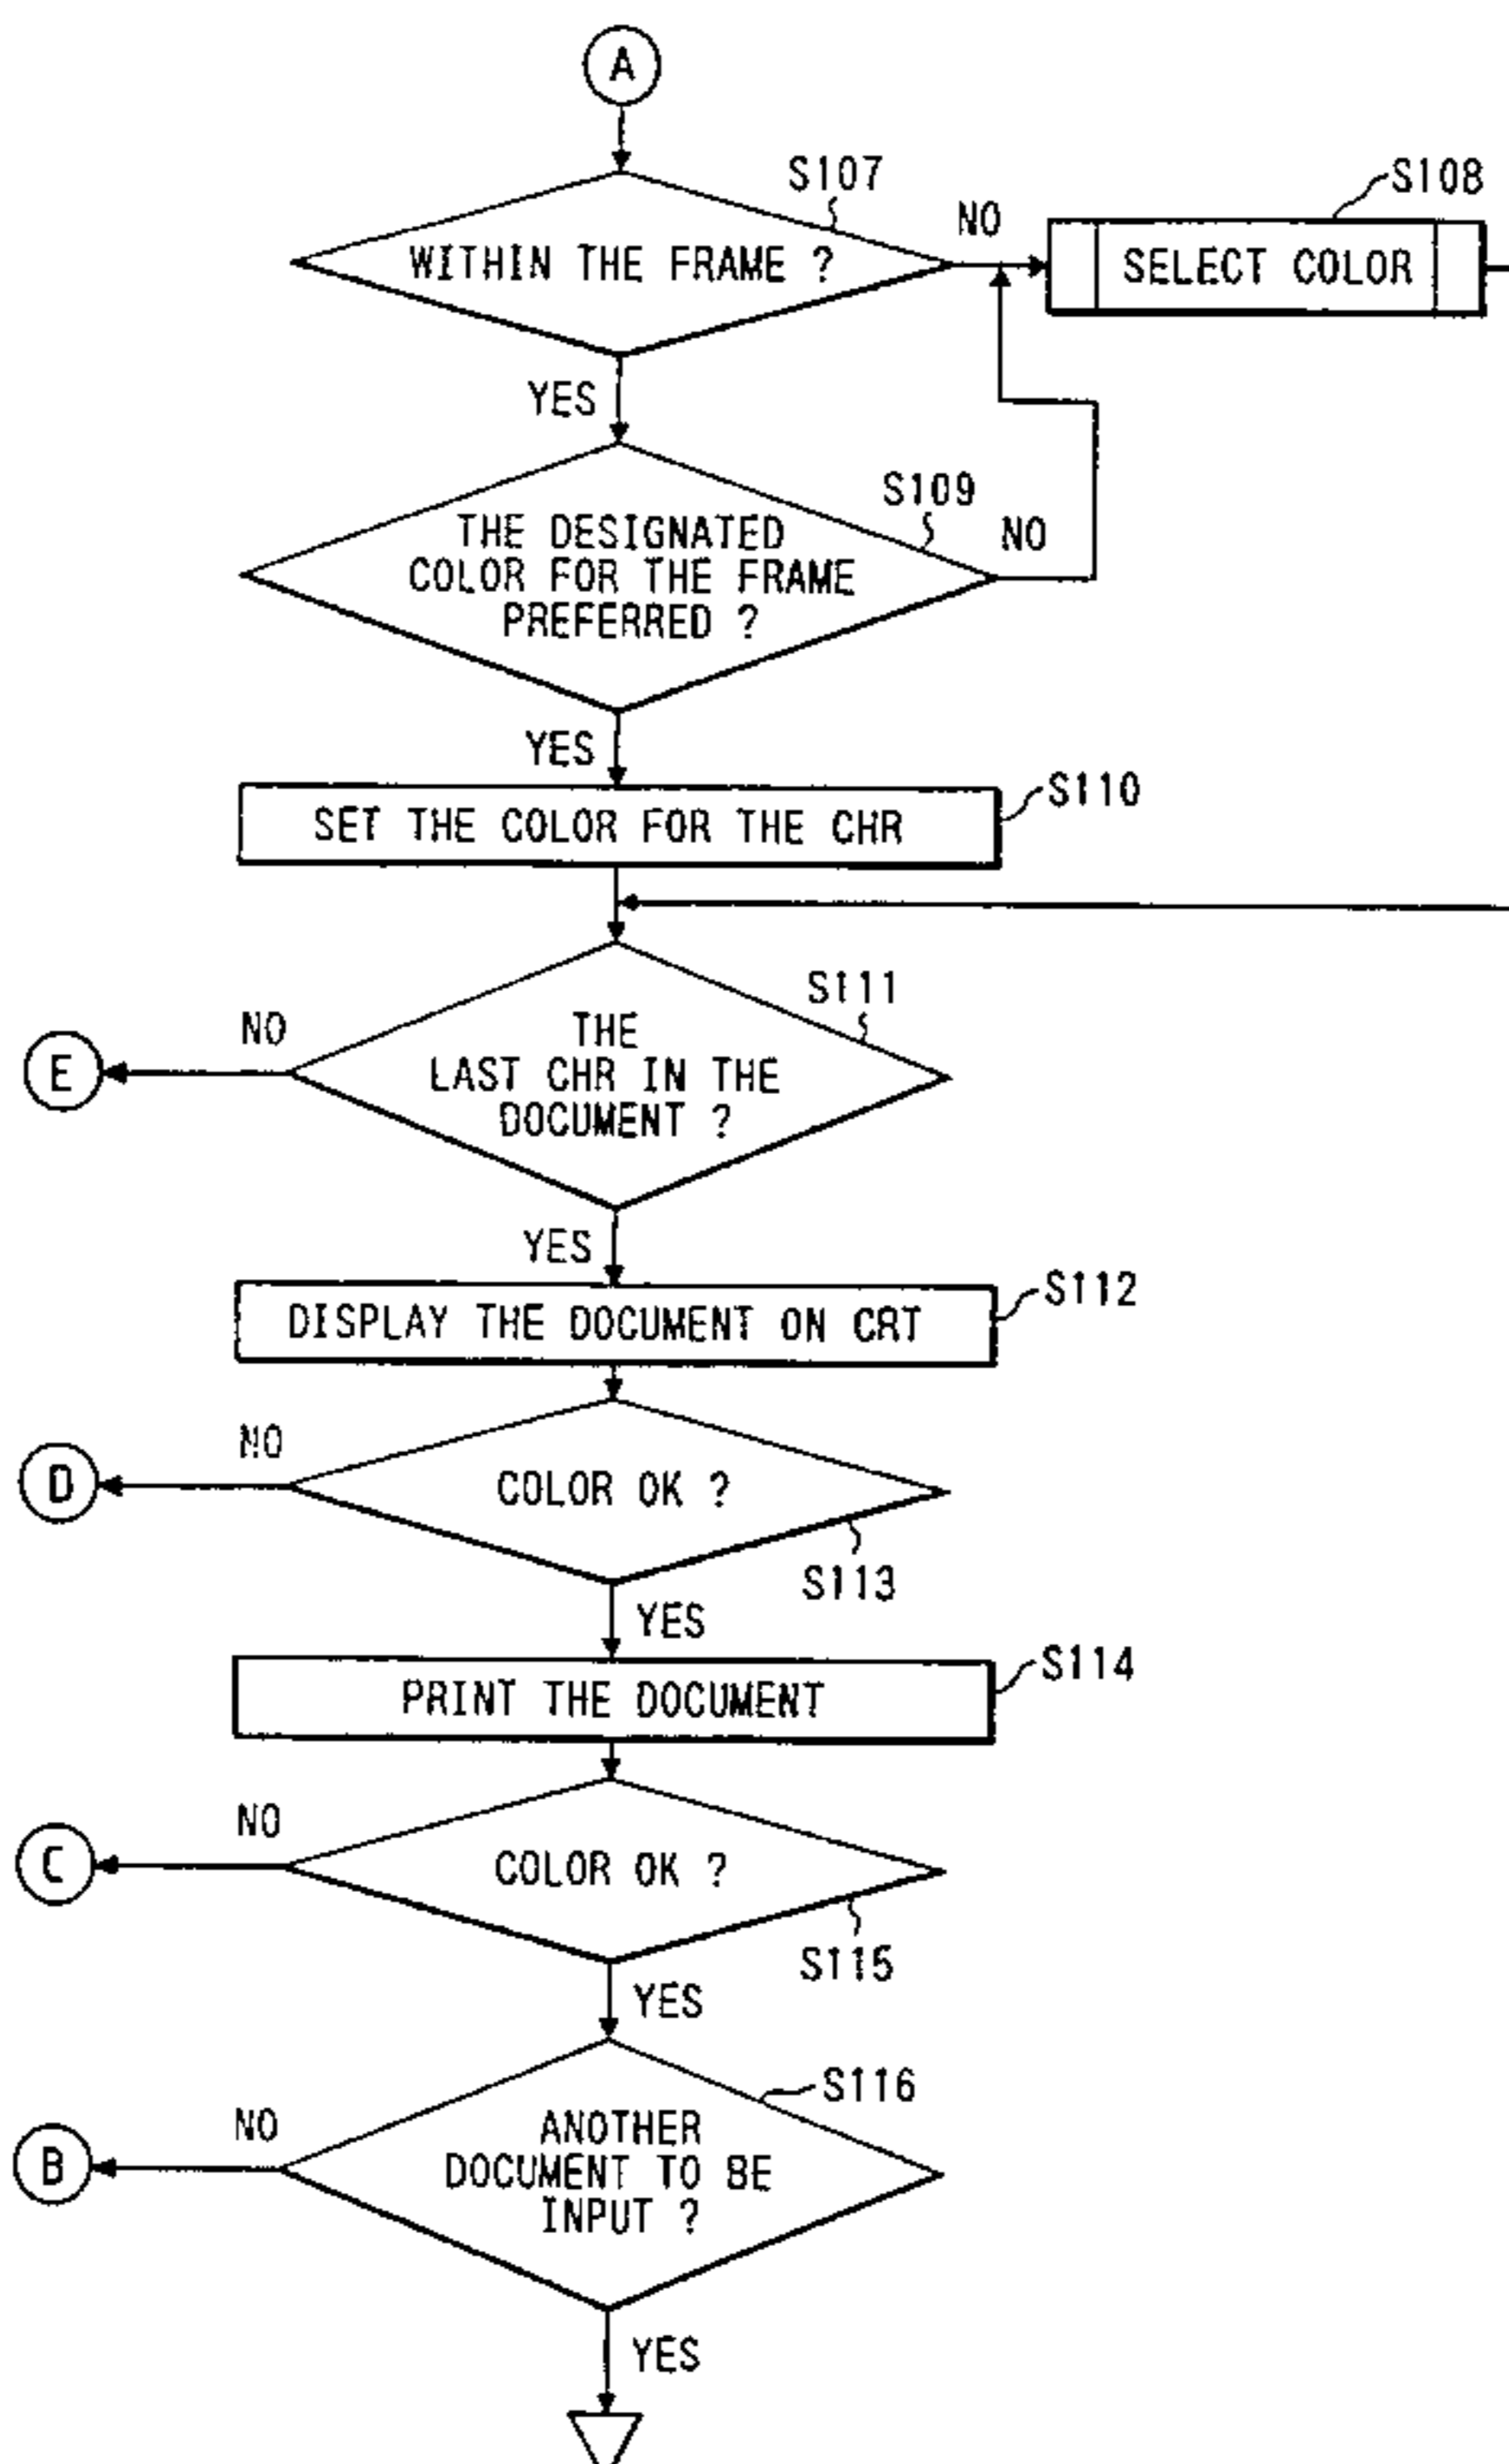 A
S107
WITHIN THE FRAME ?
NO
S108
SELECT COLOR
YES
S109
THE DESIGNATED
COLOR FOR THE FRAME
PREFERRED ?
NO
YES
S110
SET THE COLOR FOR THE CHR
S111
NO
E
THE
LAST CHR IN THE
DOCUMENT ?
YES
S112
DISPLAY THE DOCUMENT ON CRT
NO
D
COLOR OK ?
S113
YES
S114
PRINT THE DOCUMENT
NO
C
COLOR OK ?
S115
YES
S116
NO
B
ANOTHER
DOCUMENT TO BE
INPUT ?
YES